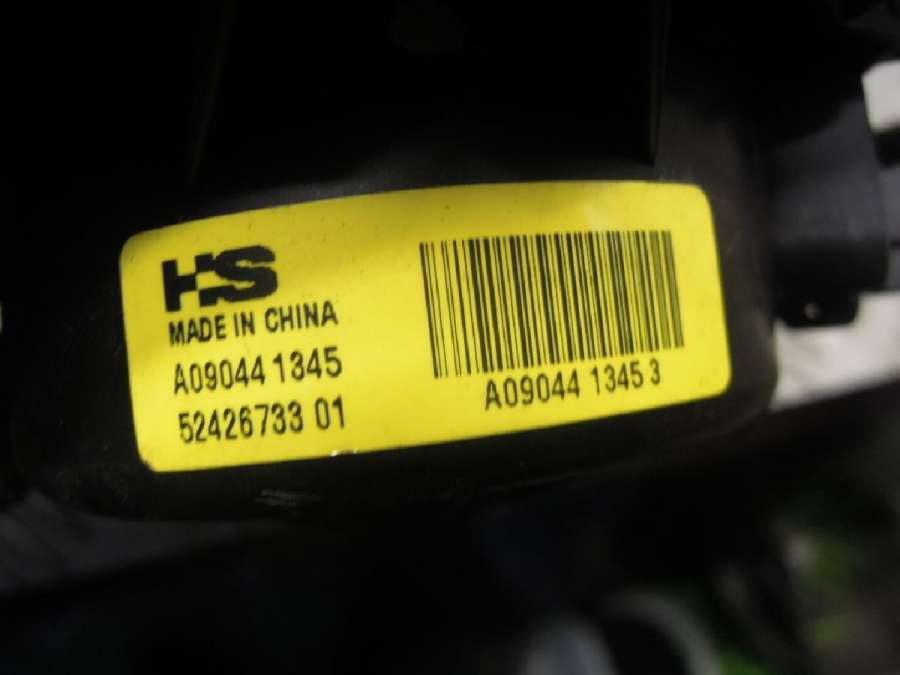 HS
MADE IN CHINA
A09044 1345
52426733 01
A09044 1345 3